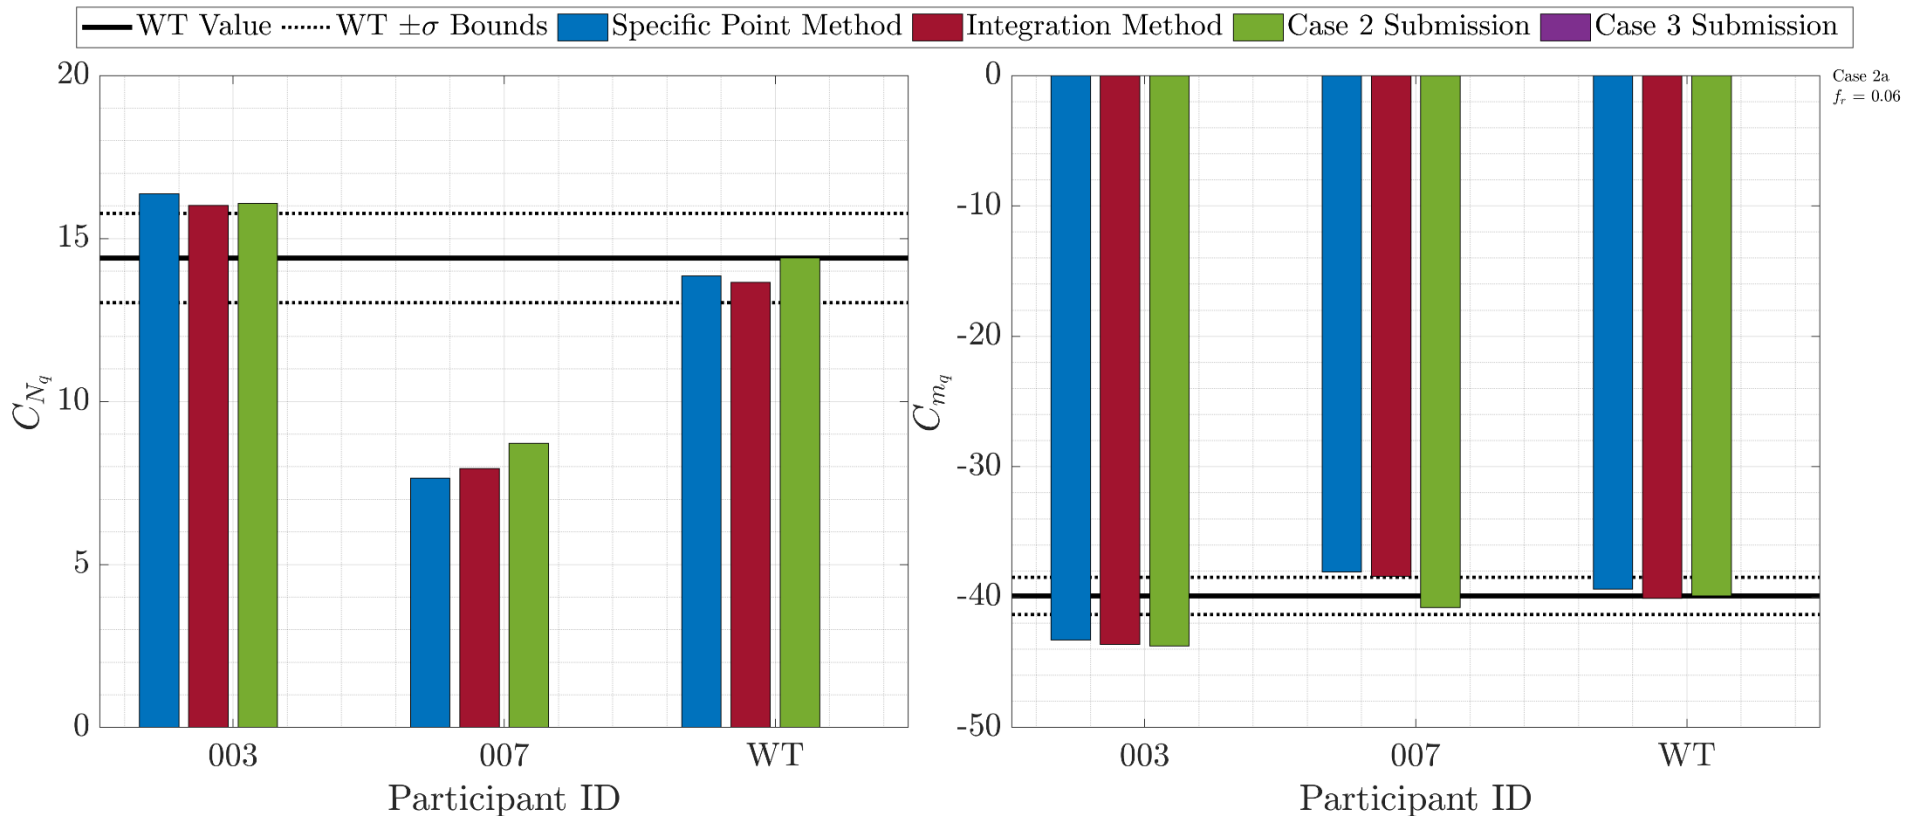 WT Value WT ±σ Bounds Specific Point Method Integration Method Case 2 Submission Case 3 Submission
20
15
10
5
0
C_{N_q}
003 007 WT
Participant ID
0
-10
-20
-30
-40
-50
C_{m_q}
003 007 WT
Participant ID
Case 2a
f_r = 0.06